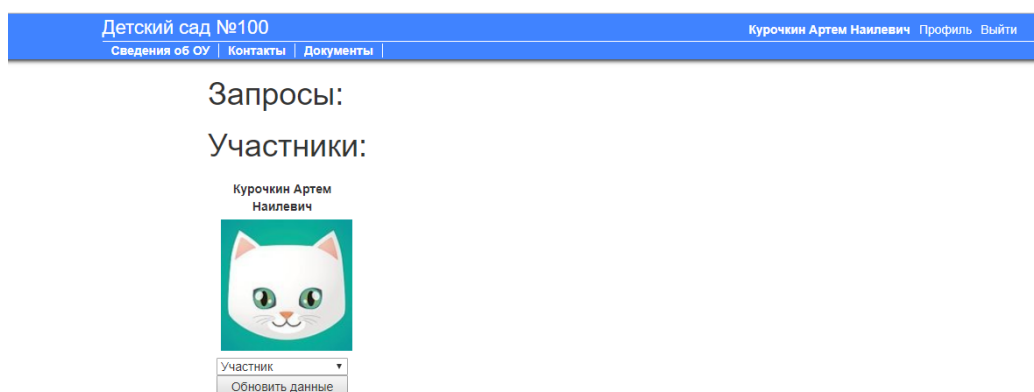 Детский сад №100
Курочкин Артем Наилевич Профиль Выйти
Сведения об ОУ | Контакты | Документы |
Запросы:
Участники:
Курочкин Артем
Наилевич
Участник
Обновить данные